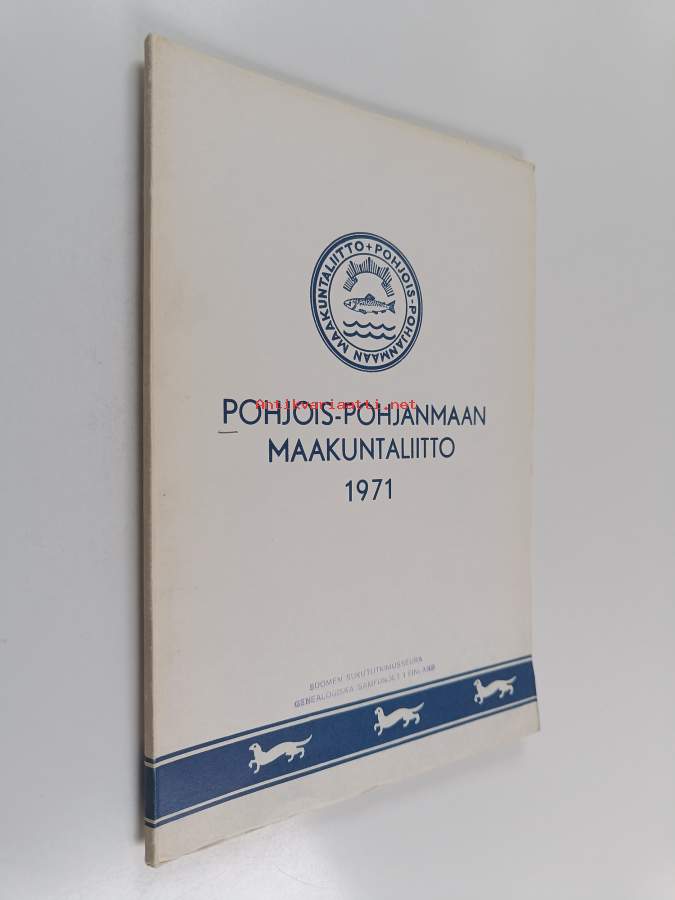 POHJOIS-POHJANMAAN MAAKUNTALIITTO +
POHJOIS-POHJANMAAN
Antikvariaatti.net
MAAKUNTALIITTO
1971
SUOMEN SUKUTUTKIMUSSEURA
GENEALOGISKA SAMFUNDET I FINLAND